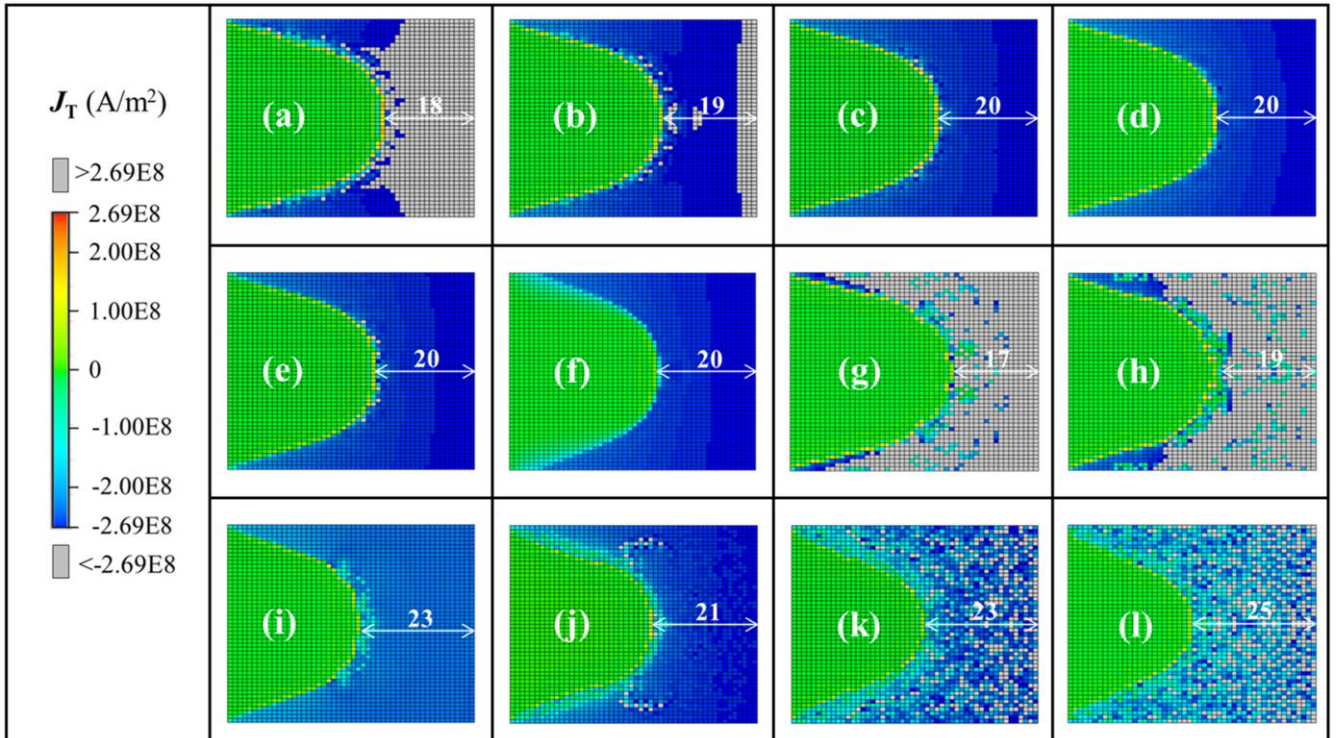 J_T (A/m²)
>2.69E8
2.69E8
2.00E8
1.00E8
0
-1.00E8
-2.00E8
-2.69E8
<-2.69E8
(a) 18
(b) 19
(c) 20
(d) 20
(e) 20
(f) 20
(g) 17
(h) 19
(i) 23
(j) 21
(k) 23
(l) 25